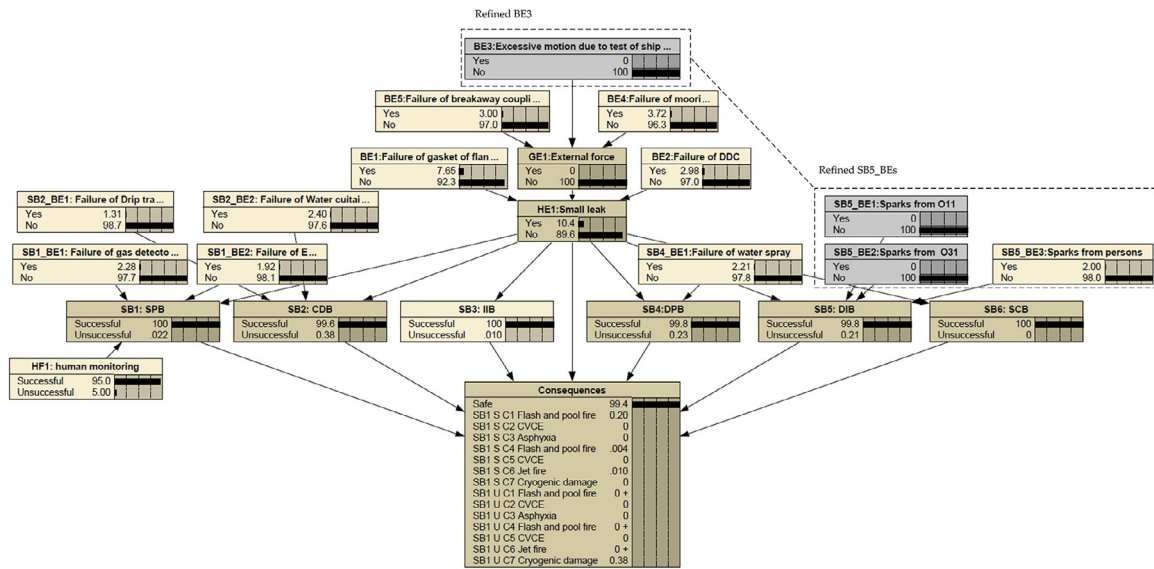 Refined BE3
BE3:Excessive motion due to test of ship ...
Yes 0
No 100
BE5:Failure of breakaway coupli ...
Yes 3.00
No 97.0
BE4:Failure of moori ...
Yes 3.72
No 96.3
BE1:Failure of gasket of flan ...
Yes 7.65
No 92.3
GE1:External force
Yes 0
No 100
BE2:Failure of DDC
Yes 2.98
No 97.0
Refined SB5_BEs
SB2_BE1: Failure of Drip tra ...
Yes 1.31
No 98.7
SB2_BE2: Failure of Water cuitai ...
Yes 2.40
No 97.6
HE1:Small leak
Yes 10.4
No 89.6
SB5_BE1:Sparks from O11
Yes 0
No 100
SB1_BE1: Failure of gas detecto ...
Yes 2.28
No 97.7
SB1_BE2: Failure of E ...
Yes 1.92
No 98.1
SB4_BE1:Failure of water spray
Yes 2.21
No 97.8
SB5_BE2:Sparks from O31
Yes 0
No 100
SB5_BE3:Sparks from persons
Yes 2.00
No 98.0
SB1: SPB
Successful 100
Unsuccessful .022
SB2: CDB
Successful 99.6
Unsuccessful 0.38
SB3: IIB
Successful 100
Unsuccessful .010
SB4:DPB
Successful 99.8
Unsuccessful 0.23
SB5: DIB
Successful 99.8
Unsuccessful 0.21
SB6: SCB
Successful 100
Unsuccessful 0
HF1: human monitoring
Successful 95.0
Unsuccessful 5.00
Consequences
Safe 99.4
SB1 S C1 Flash and pool fire 0.20
SB1 S C2 CVCE 0
SB1 S C3 Asphyxia 0
SB1 S C4 Flash and pool fire .004
SB1 S C5 CVCE 0
SB1 S C6 Jet fire .010
SB1 S C7 Cryogenic damage 0
SB1 U C1 Flash and pool fire 0 +
SB1 U C2 CVCE 0
SB1 U C3 Asphyxia 0
SB1 U C4 Flash and pool fire 0 +
SB1 U C5 CVCE 0
SB1 U C6 Jet fire 0 +
SB1 U C7 Cryogenic damage 0.38